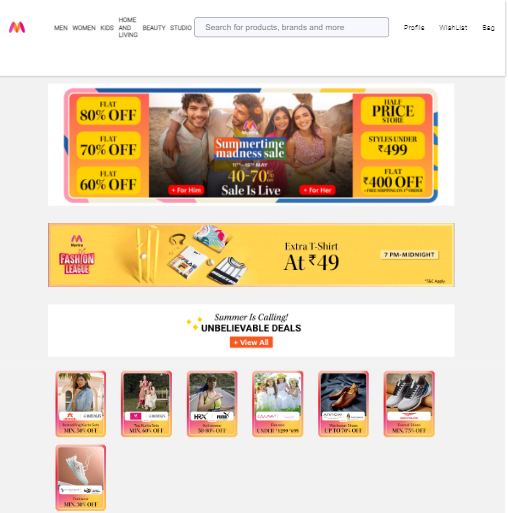 MEN WOMEN KIDS HOME AND LIVING BEAUTY STUDIO Search for products, brands and more Profile WishList Bag
FLAT
80% OFF
FLAT
70% OFF
FLAT
60% OFF
Myntra
Summertime
madness sale
40-70%
Sale Is Live
+ For Him
+ For Her
HALF
PRICE
STORE
STYLES UNDER
₹499
FLAT
₹400 OFF
Myntra
FASHION
LEAGUE
Extra T-Shirt
At ₹49
7 PM-MIDNIGHT
*T&C Apply
Summer Is Calling!
UNBELIEVABLE DEALS
+ View All
MIN. 50% OFF
MIN. 60% OFF
HRX
50-80% OFF
UP TO 70% OFF
MIN. 75% OFF
MIN. 50% OFF